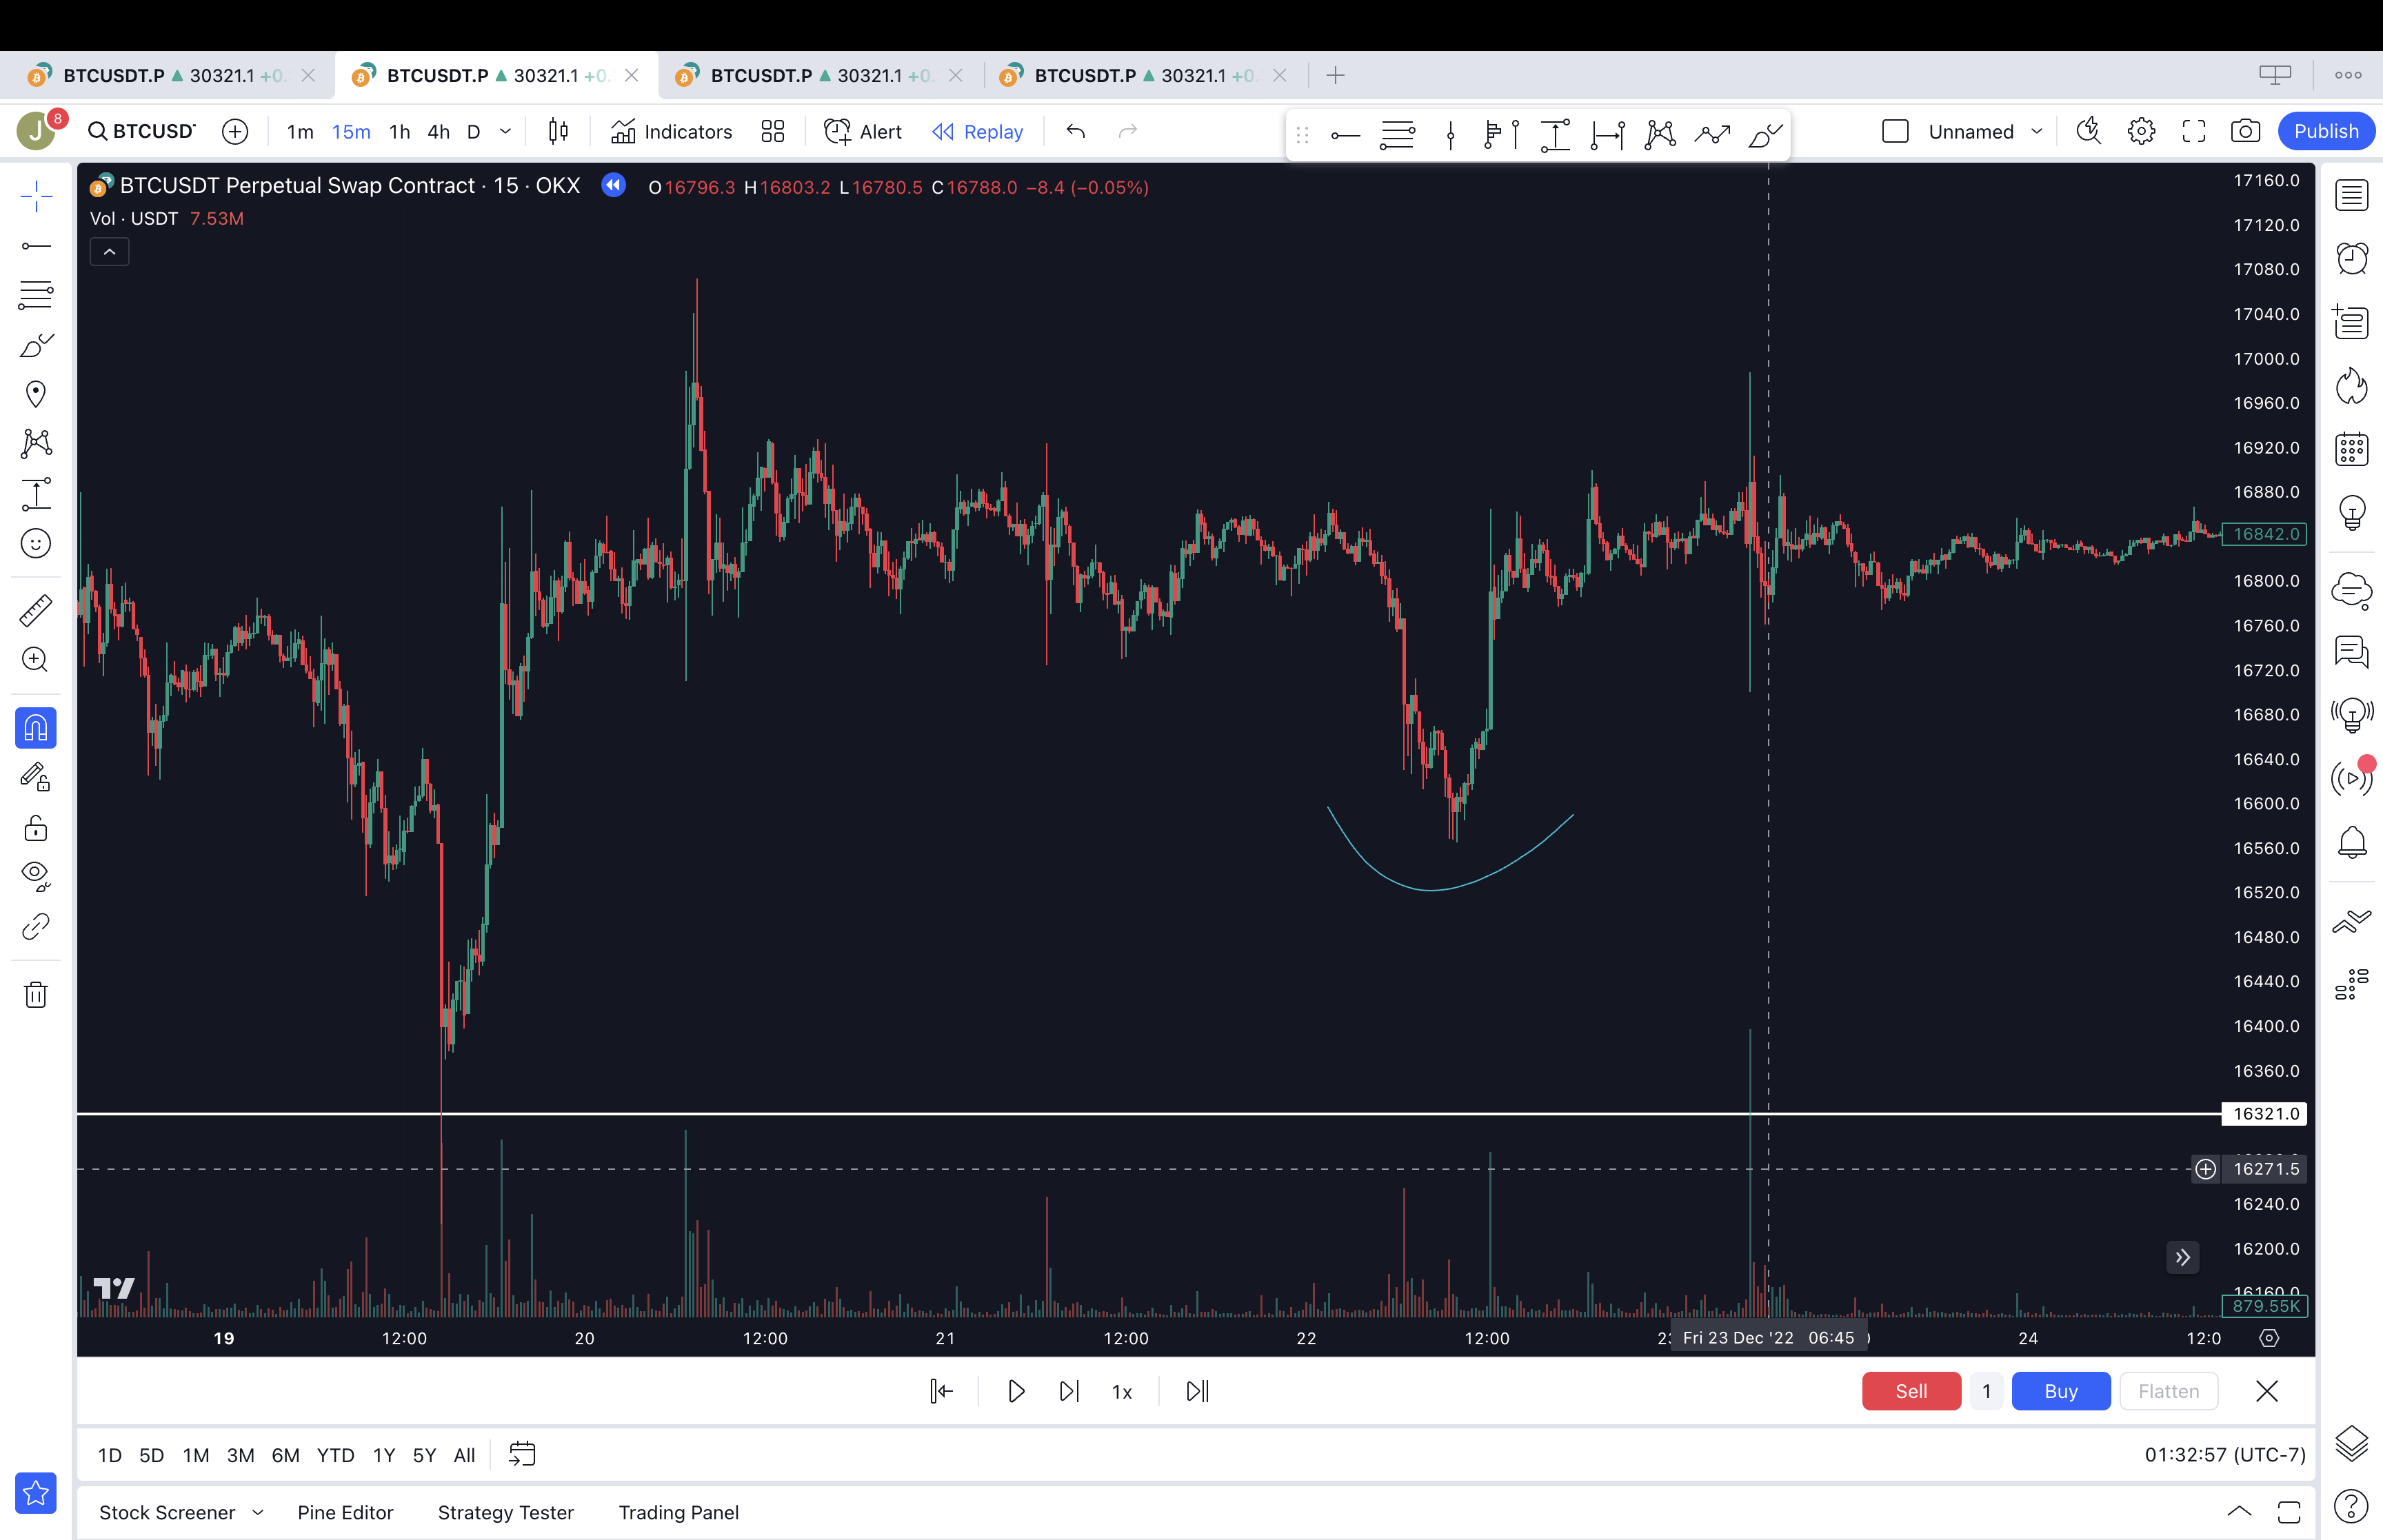 BTCUSDT.P 30321.1 +0. BTCUSDT.P 30321.1 +0. BTCUSDT.P 30321.1 +0. BTCUSDT.P 30321.1 +0.
J 8 BTCUSD 1m 15m 1h 4h D Indicators Alert Replay Unnamed Publish
BTCUSDT Perpetual Swap Contract · 15 · OKX O16796.3 H16803.2 L16780.5 C16788.0 −8.4 (−0.05%)
Vol · USDT 7.53M
17160.0
17120.0
17080.0
17040.0
17000.0
16960.0
16920.0
16880.0
16842.0
16800.0
16760.0
16720.0
16680.0
16640.0
16600.0
16560.0
16520.0
16480.0
16440.0
16400.0
16360.0
16321.0
16271.5
16240.0
16200.0
16160.0
879.55K
19 12:00 20 12:00 21 12:00 22 12:00 Fri 23 Dec '22 06:45 24 12:0
1x Sell 1 Buy Flatten
1D 5D 1M 3M 6M YTD 1Y 5Y All 01:32:57 (UTC-7)
Stock Screener Pine Editor Strategy Tester Trading Panel